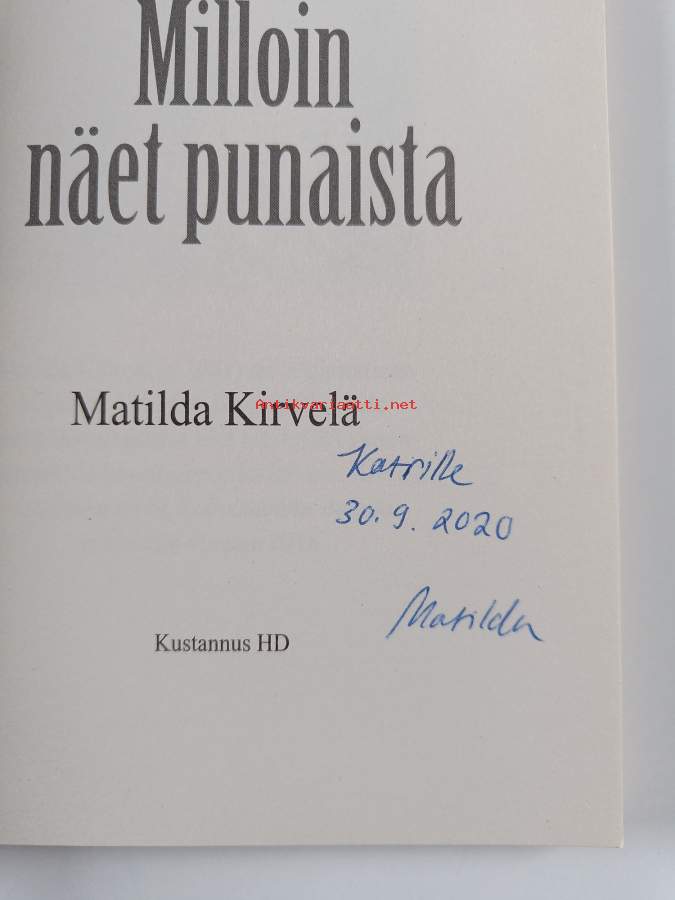 Milloin
näet punaista
Matilda Kirvelä
Antikvariaatti.net
Katrille
30.9.2020
Matilda
Kustannus HD